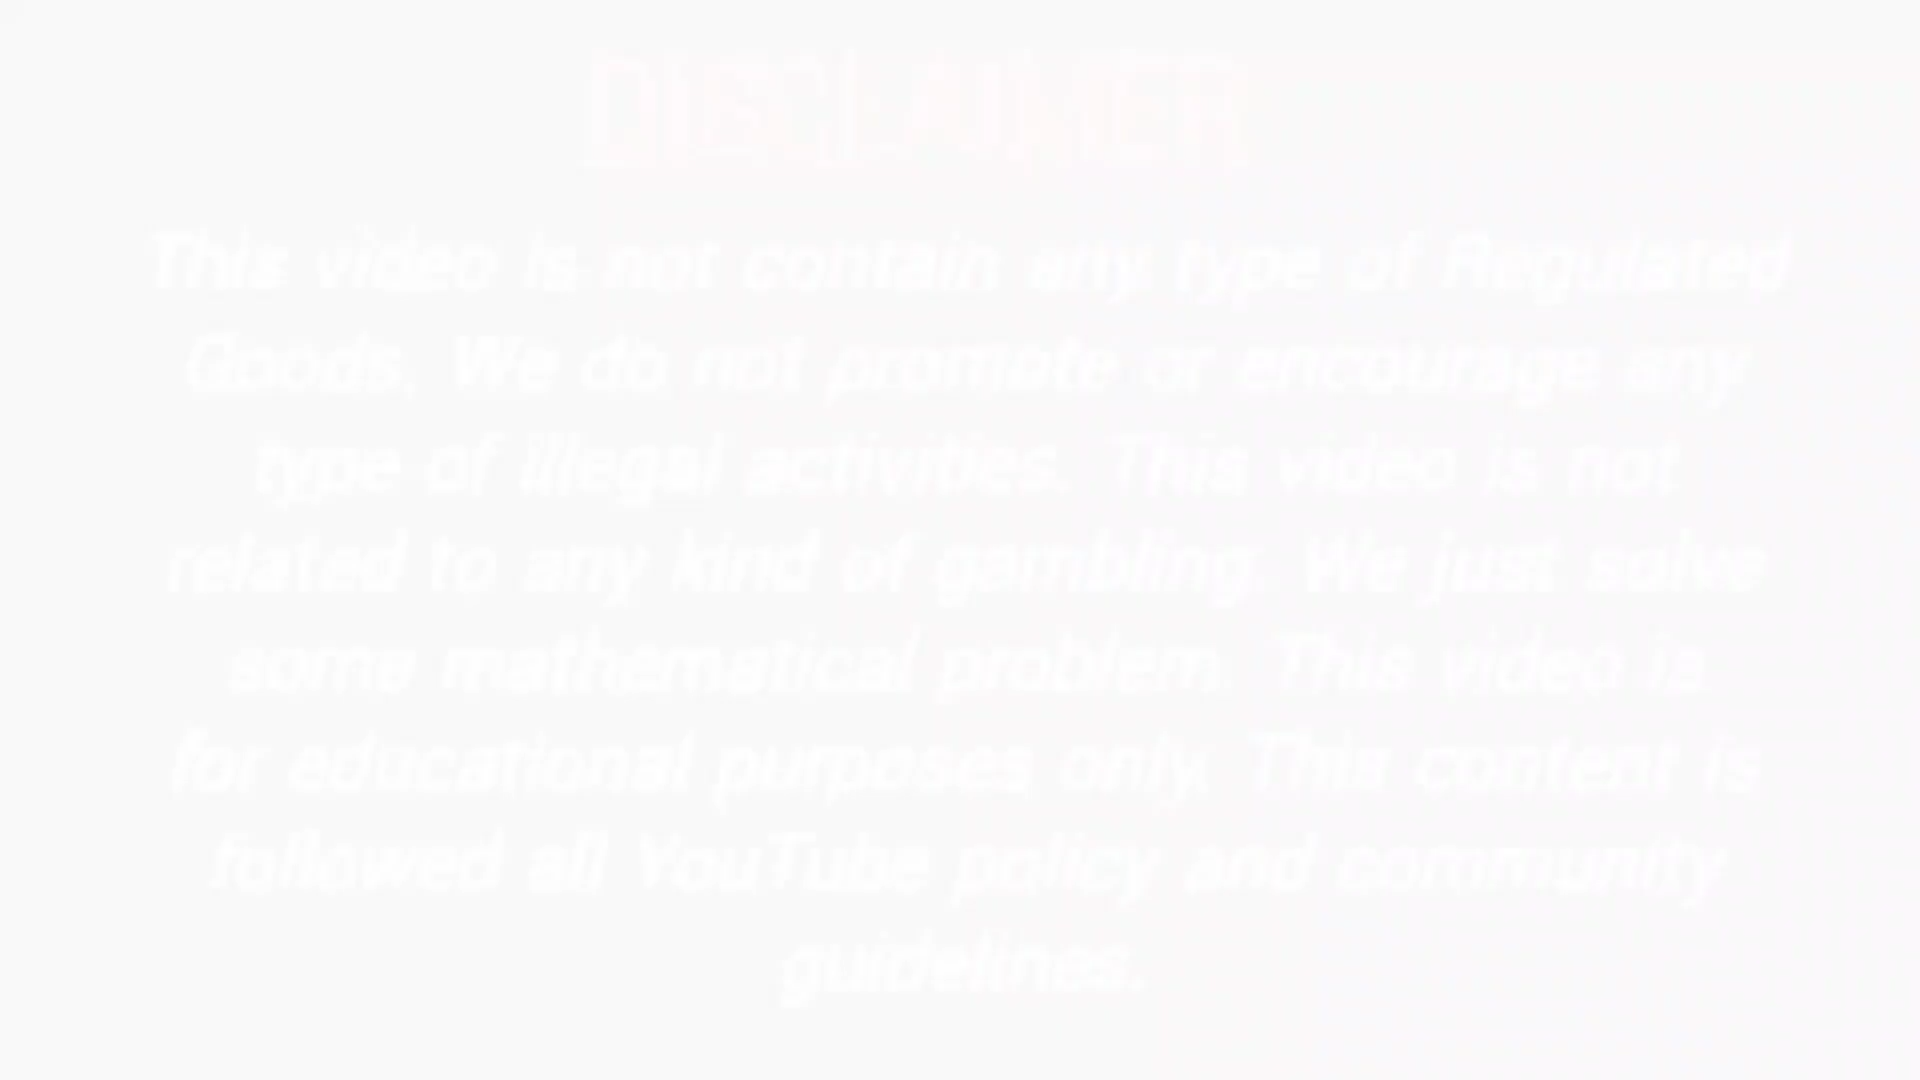 DISCLAIMER
This video is not contain any type of Regulated
Goods. We do not promote or encourage any
type of illegal activities. This video is not
related to any kind of gambling. We just solve
some mathematical problem. This video is
for educational purposes only. This content is
followed all YouTube policy and community
guidelines.